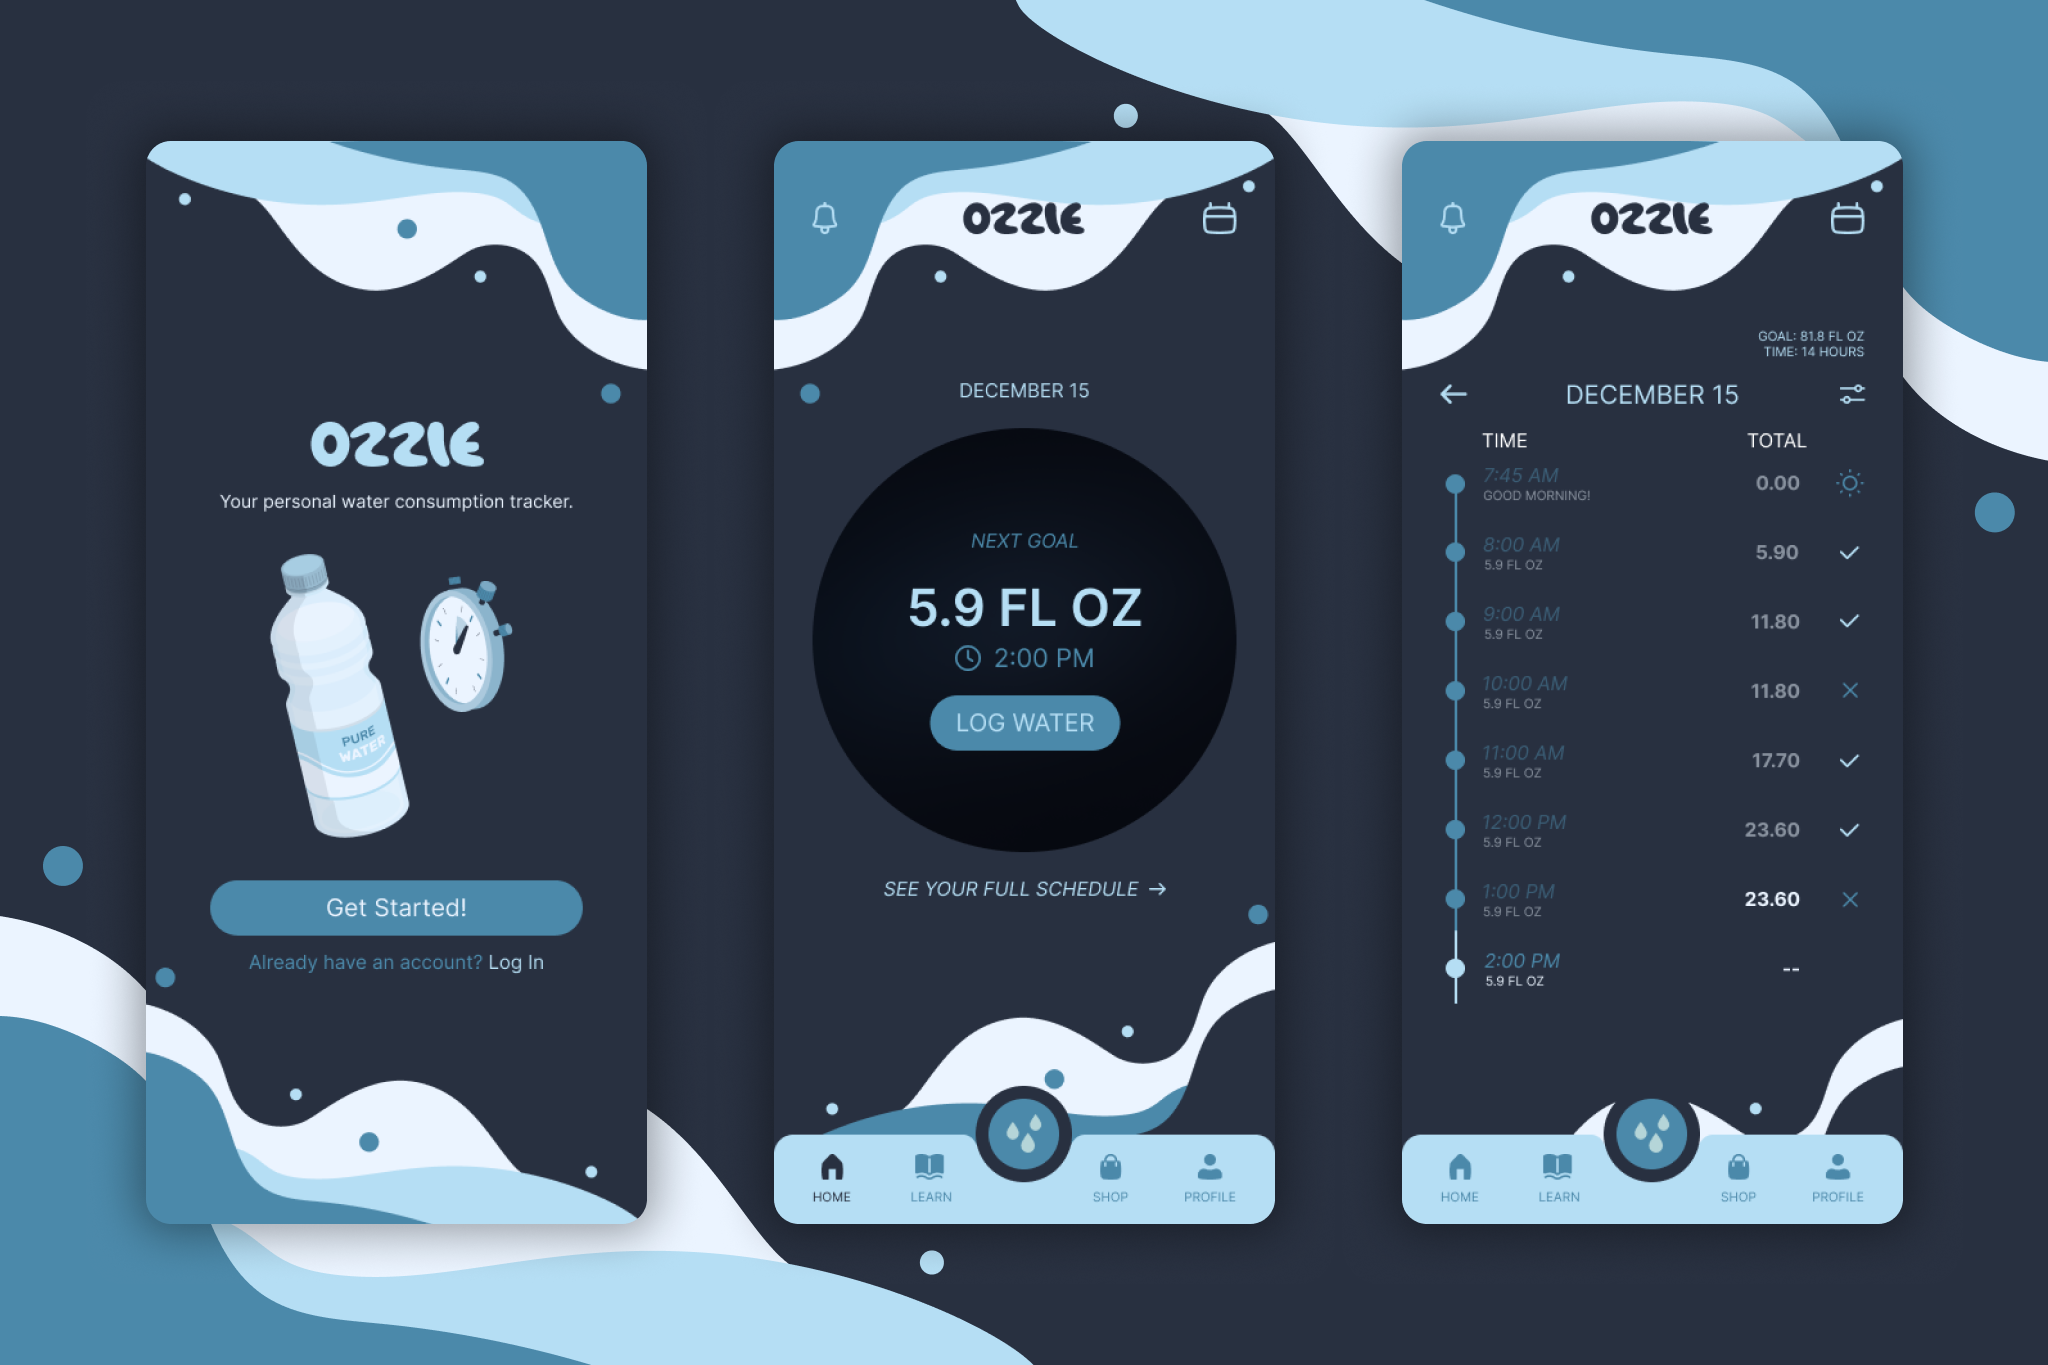 OZZIE
Your personal water consumption tracker.
PURE
WATER
Get Started!
Already have an account? Log In
OZZIE
DECEMBER 15
NEXT GOAL
5.9 FL OZ
2:00 PM
LOG WATER
SEE YOUR FULL SCHEDULE →
HOME LEARN SHOP PROFILE
OZZIE
GOAL: 81.8 FL OZ
TIME: 14 HOURS
DECEMBER 15
TIME TOTAL
7:45 AM 0.00
GOOD MORNING!
8:00 AM 5.90
5.9 FL OZ
9:00 AM 11.80
5.9 FL OZ
10:00 AM 11.80
5.9 FL OZ
11:00 AM 17.70
5.9 FL OZ
12:00 PM 23.60
5.9 FL OZ
1:00 PM 23.60
5.9 FL OZ
2:00 PM --
5.9 FL OZ
HOME LEARN SHOP PROFILE